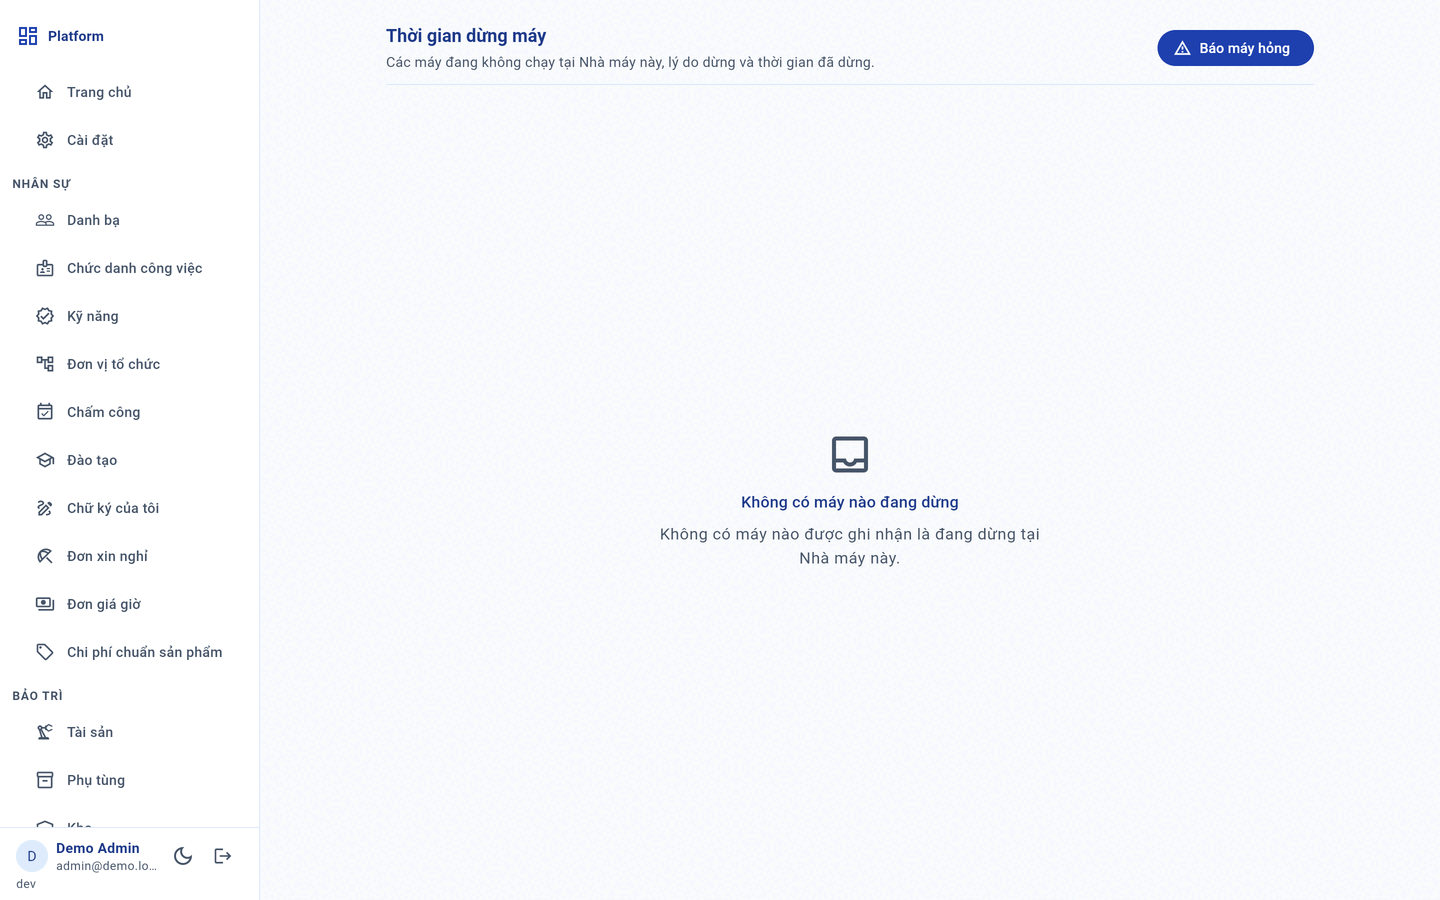 Platform
Trang chủ
Cài đặt
NHÂN SỰ
Danh bạ
Chức danh công việc
Kỹ năng
Đơn vị tổ chức
Chấm công
Đào tạo
Chữ ký của tôi
Đơn xin nghỉ
Đơn giá giờ
Chi phí chuẩn sản phẩm
BẢO TRÌ
Tài sản
Phụ tùng
Kho
D
Demo Admin
admin@demo.lo...
dev
Thời gian dừng máy
Các máy đang không chạy tại Nhà máy này, lý do dừng và thời gian đã dừng.
Báo máy hỏng
Không có máy nào đang dừng
Không có máy nào được ghi nhận là đang dừng tại
Nhà máy này.